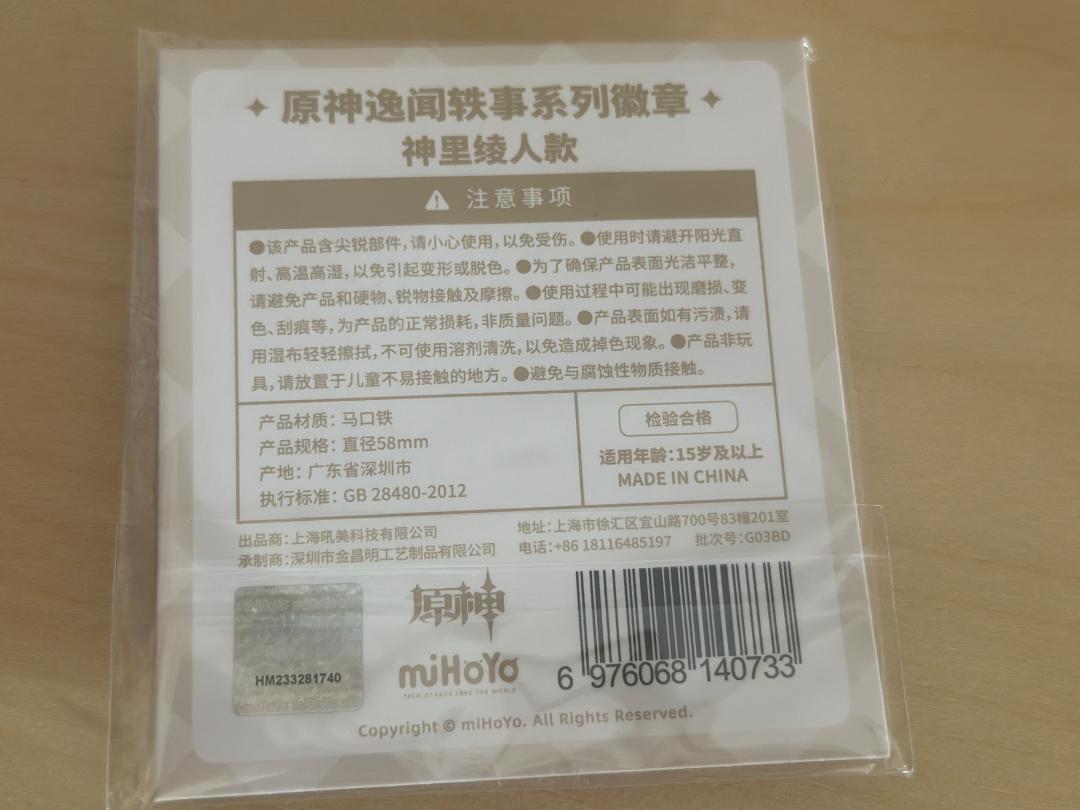 原神逸闻轶事系列徽章
神里绫人款
注意事项
●该产品含尖锐部件,请小心使用,以免受伤。●使用时请避开阳光直
射、高温高湿,以免引起变形或脱色。●为了确保产品表面光洁平整,
请避免产品和硬物、锐物接触及摩擦。●使用过程中可能出现磨损、变
色、刮痕等,为产品的正常损耗,非质量问题。●产品表面如有污渍,请
用湿布轻轻擦拭,不可使用溶剂清洗,以免造成掉色现象。●产品非玩
具,请放置于儿童不易接触的地方。●避免与腐蚀性物质接触。
产品材质：马口铁
产品规格：直径58mm
产地：广东省深圳市
执行标准：GB 28480-2012
检验合格
适用年龄:15岁及以上
MADE IN CHINA
出品商:上海吼美科技有限公司
承制商:深圳市金昌明工艺制品有限公司
地址:上海市徐汇区宜山路700号83幢201室
电话:+86 18116485197 批次号:G03BD
HM233281740
原神
miHoYo
TECH OTAKUS SAVE THE WORLD
6 976068 140733
Copyright © miHoYo. All Rights Reserved.